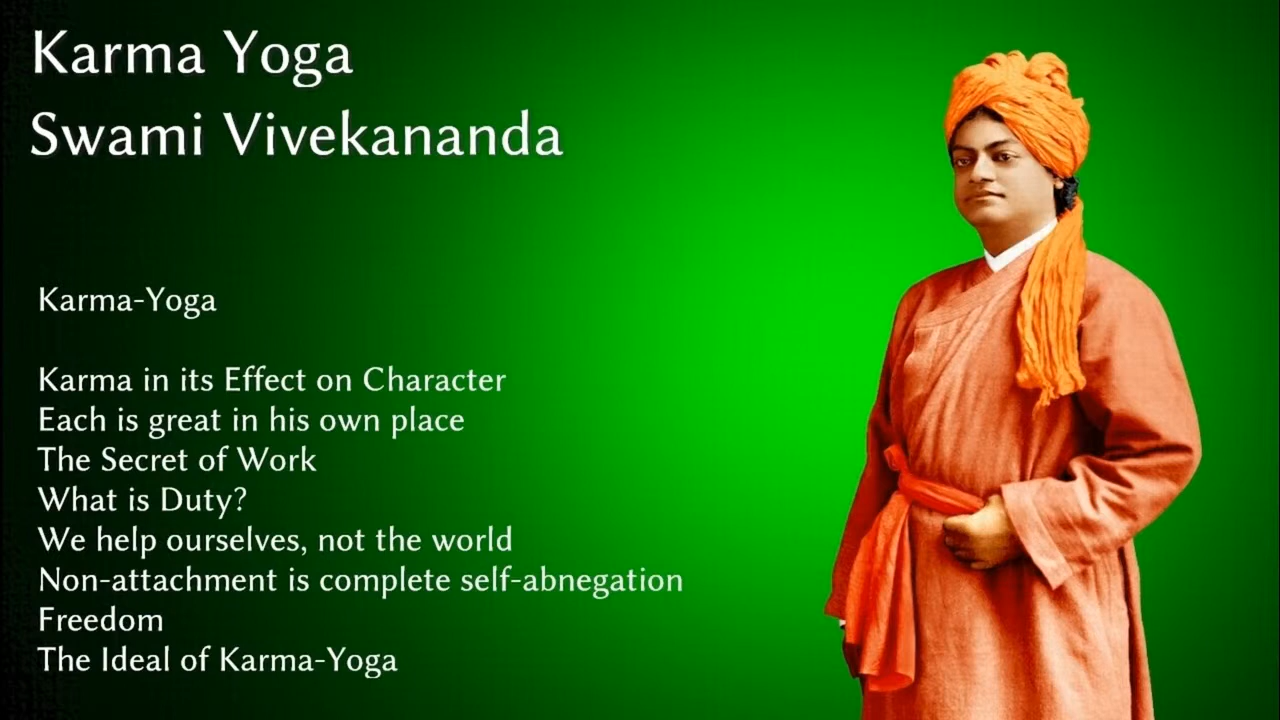 Karma Yoga
Swami Vivekananda
Karma-Yoga
Karma in its Effect on Character
Each is great in his own place
The Secret of Work
What is Duty?
We help ourselves, not the world
Non-attachment is complete self-abnegation
Freedom
The Ideal of Karma-Yoga